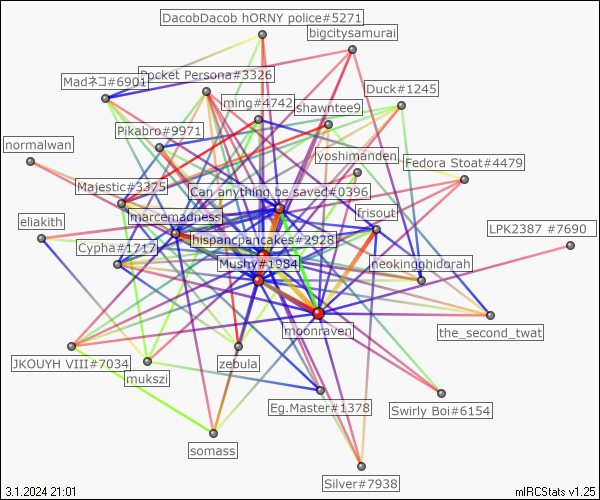 DacobDacob hORNY police#5271
bigcitysamurai
Pocket Persona#3326
Madネコ#6901
Duck#1245
ming#4742
shawntee9
Pikabro#9971
normalwan
lyoshimanden
Fedora Stoat#4479
Majestic#3375
Can anything be saved#0396
marcemadness
frisout
eliakith
LPK2387 #7690
Cypha#1717
hispancpancakes#2928
Mushy#1984
neokingghidorah
moonraven
the_second_twat
JKOUYH VIII#7034
zebula
mukszi
Eg.Master#1378
Swirly Boi#6154
somass
Silver#7938
3.1.2024 21:01
mIRCStats v1.25